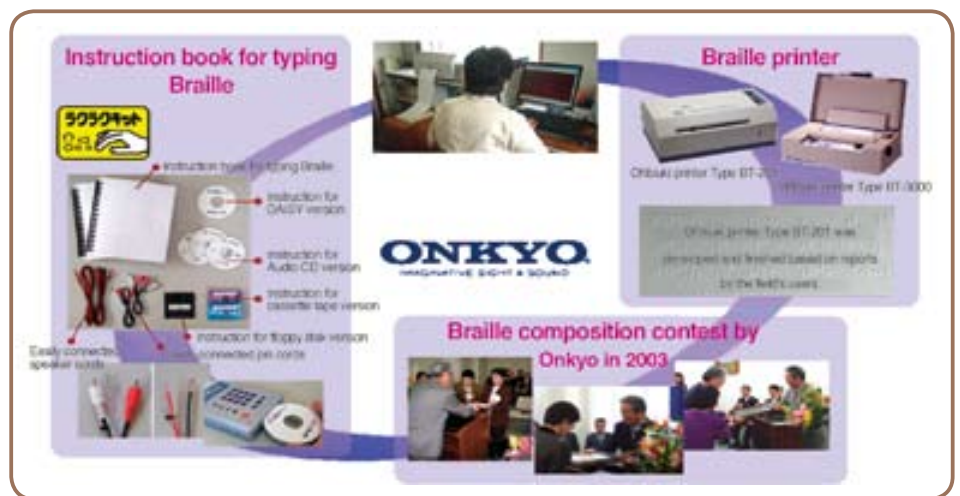 Instruction book for typing
Braille
ラクラクキット
Instruction book for typing Braille
instruction for
DAISY version
instruction for
Audio CD version
instruction for
cassette tape version
instruction for floppy disk version
Easily connected
speaker cords
connected pin cords
Braille printer
Ohtsuki printer Type BT-
printer Type BT-5000
Ohtsuki printer Type BT-201 was
developed and finished based on reports
by the field's users
ONKYO
IMAGINATIVE SIGHT & SOUND
Braille composition contest by
Onkyo in 2003